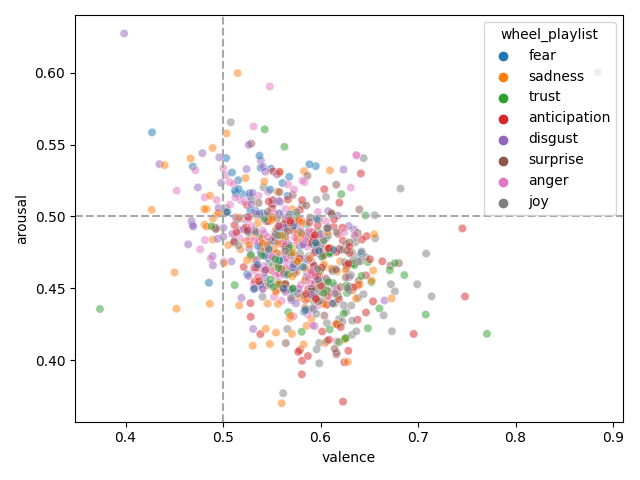 wheel_playlist
fear
sadness
trust
anticipation
disgust
surprise
anger
joy
0.60
0.55
0.50
0.45
0.40
arousal
0.4 0.5 0.6 0.7 0.8 0.9
valence